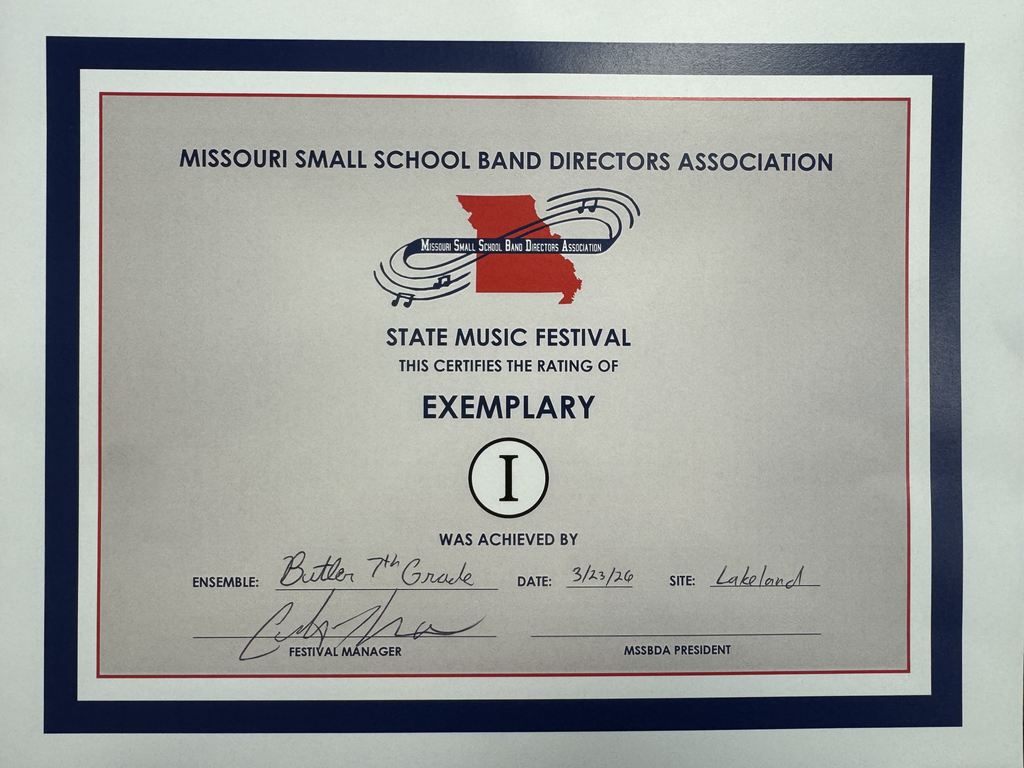 MISSOURI SMALL SCHOOL BAND DIRECTORS ASSOCIATION
MISSOURI SMALL SCHOOL BAND DIRECTORS ASSOCIATION
STATE MUSIC FESTIVAL
THIS CERTIFIES THE RATING OF
EXEMPLARY
I
WAS ACHIEVED BY
ENSEMBLE: Butler 7th Grade DATE: 3/23/26 SITE: Lakeland
FESTIVAL MANAGER MSSBDA PRESIDENT